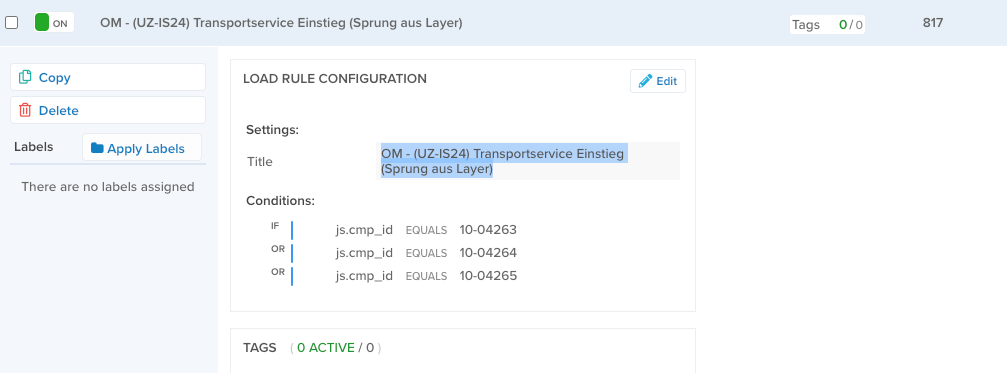 ON OM - (UZ-IS24) Transportservice Einstieg (Sprung aus Layer) Tags 0 / 0 817
Copy
Delete
Labels Apply Labels
There are no labels assigned
LOAD RULE CONFIGURATION Edit
Settings:
Title OM - (UZ-IS24) Transportservice Einstieg
(Sprung aus Layer)
Conditions:
IF js.cmp_id EQUALS 10-04263
OR js.cmp_id EQUALS 10-04264
OR js.cmp_id EQUALS 10-04265
TAGS ( 0 ACTIVE / 0 )